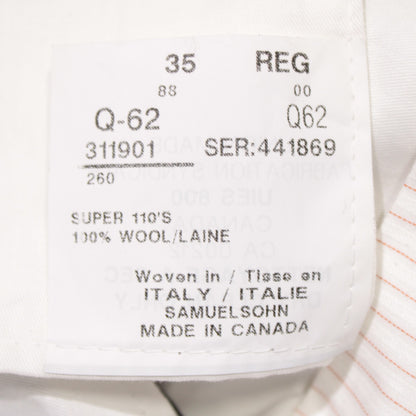 35 REG
88 00
Q-62 Q62
311901 SER:441869
260
SUPER 110'S
100% WOOL/LAINE
Woven in / Tisse en
ITALY / ITALIE
SAMUELSOHN
MADE IN CANADA